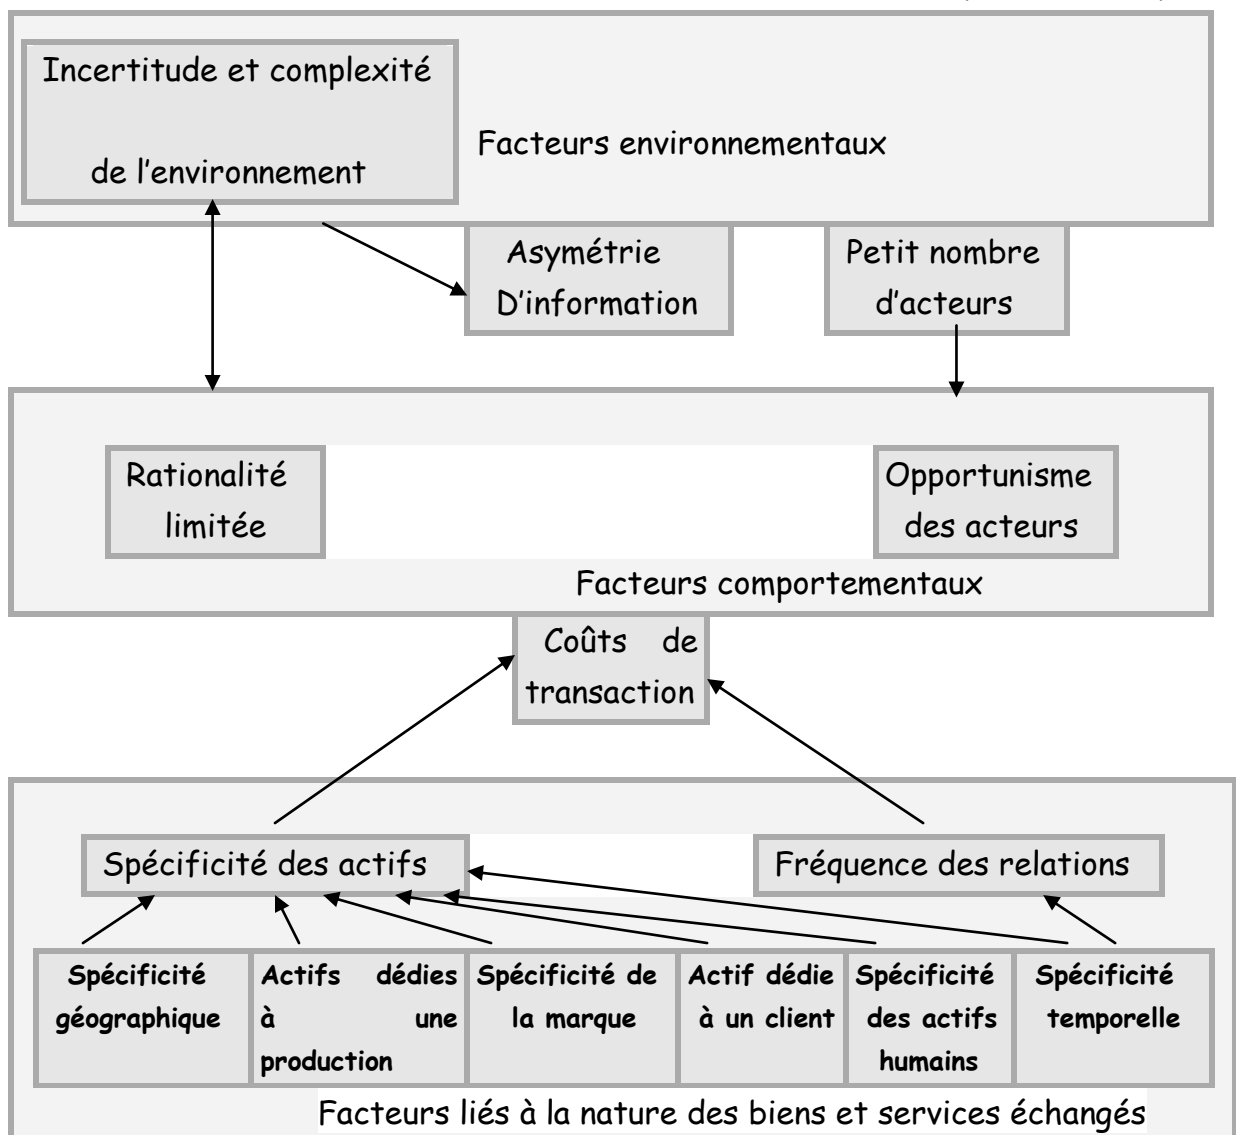 Incertitude et complexité
de l'environnement
Facteurs environnementaux
Asymétrie
D'information
Petit nombre
d'acteurs
Rationalité
limitée
Opportunisme
des acteurs
Facteurs comportementaux
Coûts de
transaction
Spécificité des actifs
Fréquence des relations
Spécificité
géographique
Actifs dédies
à une
production
Spécificité de
la marque
Actif dédie
à un client
Spécificité
des actifs
humains
Spécificité
temporelle
Facteurs liés à la nature des biens et services échangés